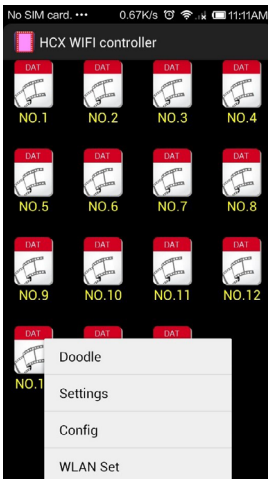 No SIM card. ••• 0.67K/s 11:11AM
HCX WIFI controller
DAT DAT DAT DAT
NO.1 NO.2 NO.3 NO.4
DAT DAT DAT DAT
NO.5 NO.6 NO.7 NO.8
DAT DAT DAT DAT
NO.9 NO.10 NO.11 NO.12
DAT DAT DAT
NO.1
Doodle
Settings
Config
WLAN Set